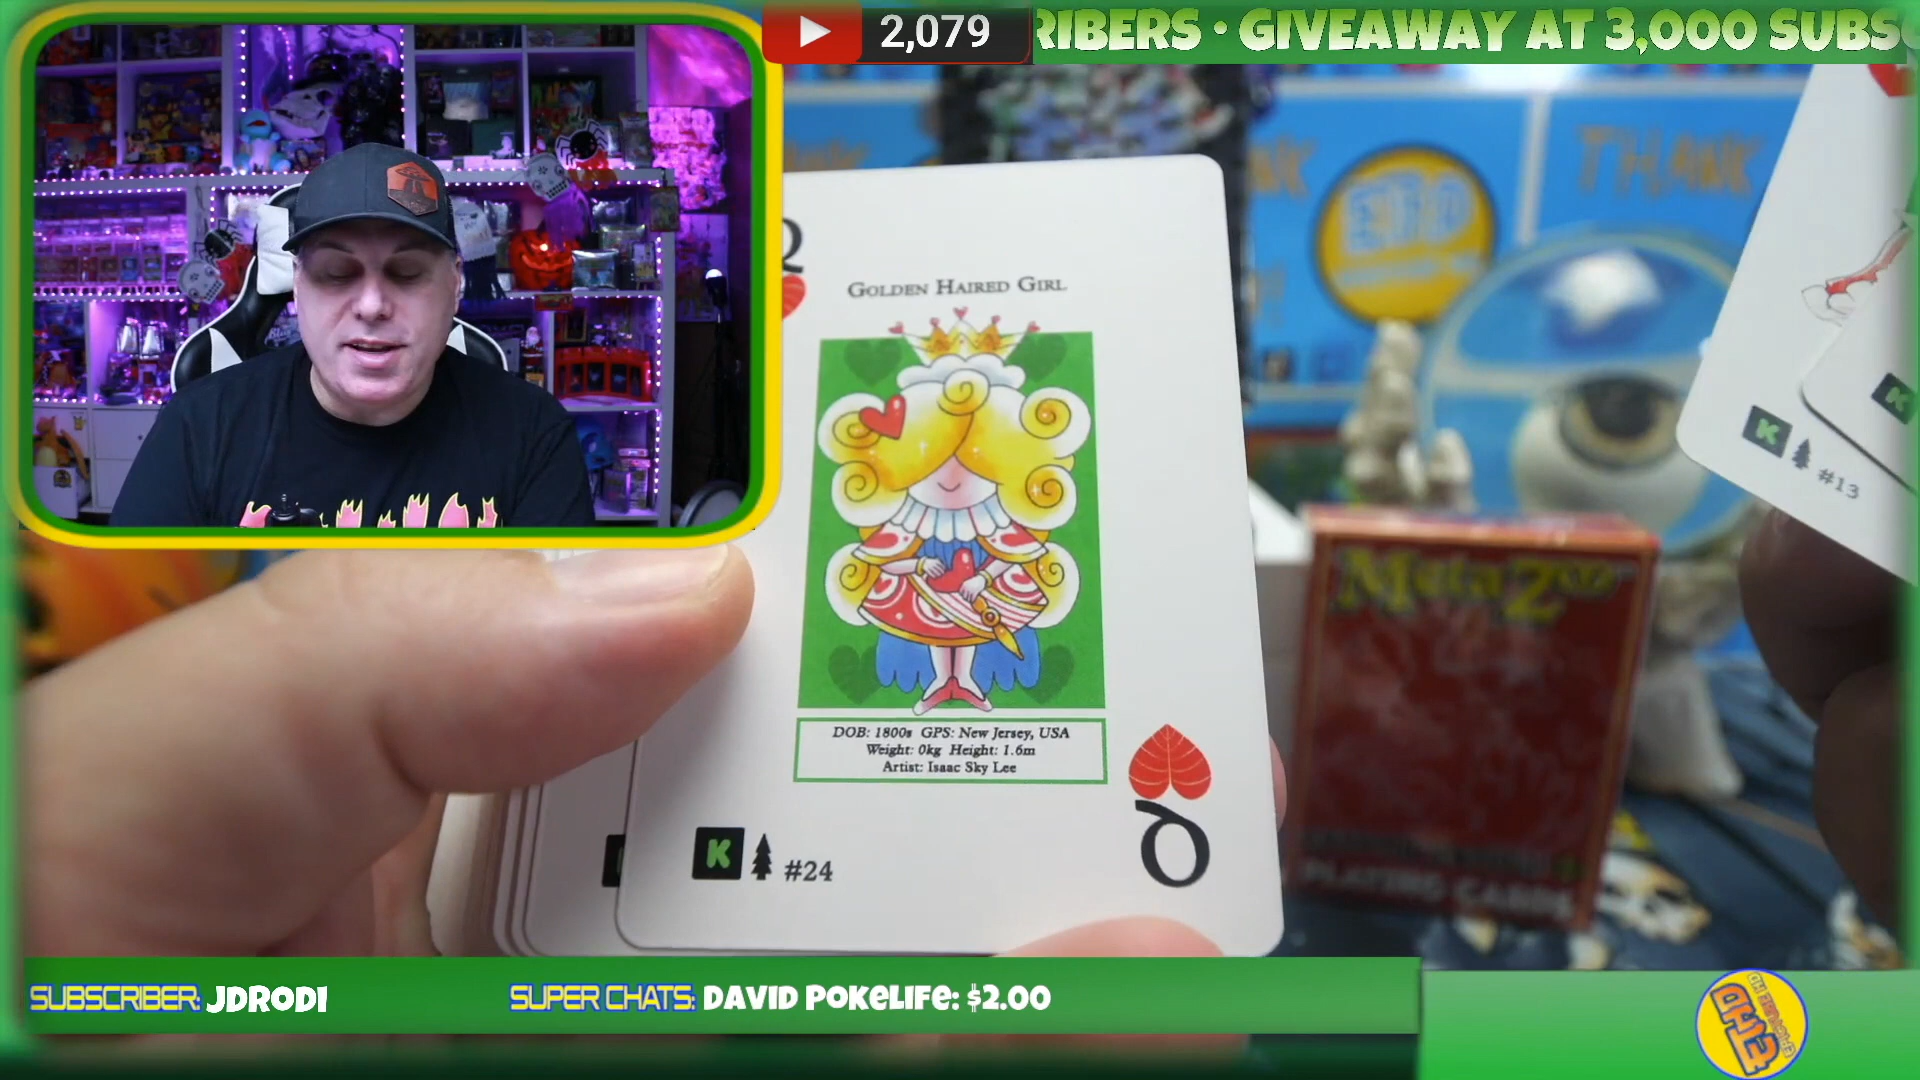 2,079
RIBERS • GIVEAWAY AT 3,000 SUBS
THANK
Q
GOLDEN HAIRED GIRL
DOB: 1800s GPS: New Jersey, USA
Weight: 0kg Height: 1.6m
Artist: Isaac Sky Lee
K #24
Q
K
K #13
MetaZoo
PLAYING CARDS
SUBSCRIBER: JDRODI
SUPER CHATS: DAVID POKELIFE: $2.00